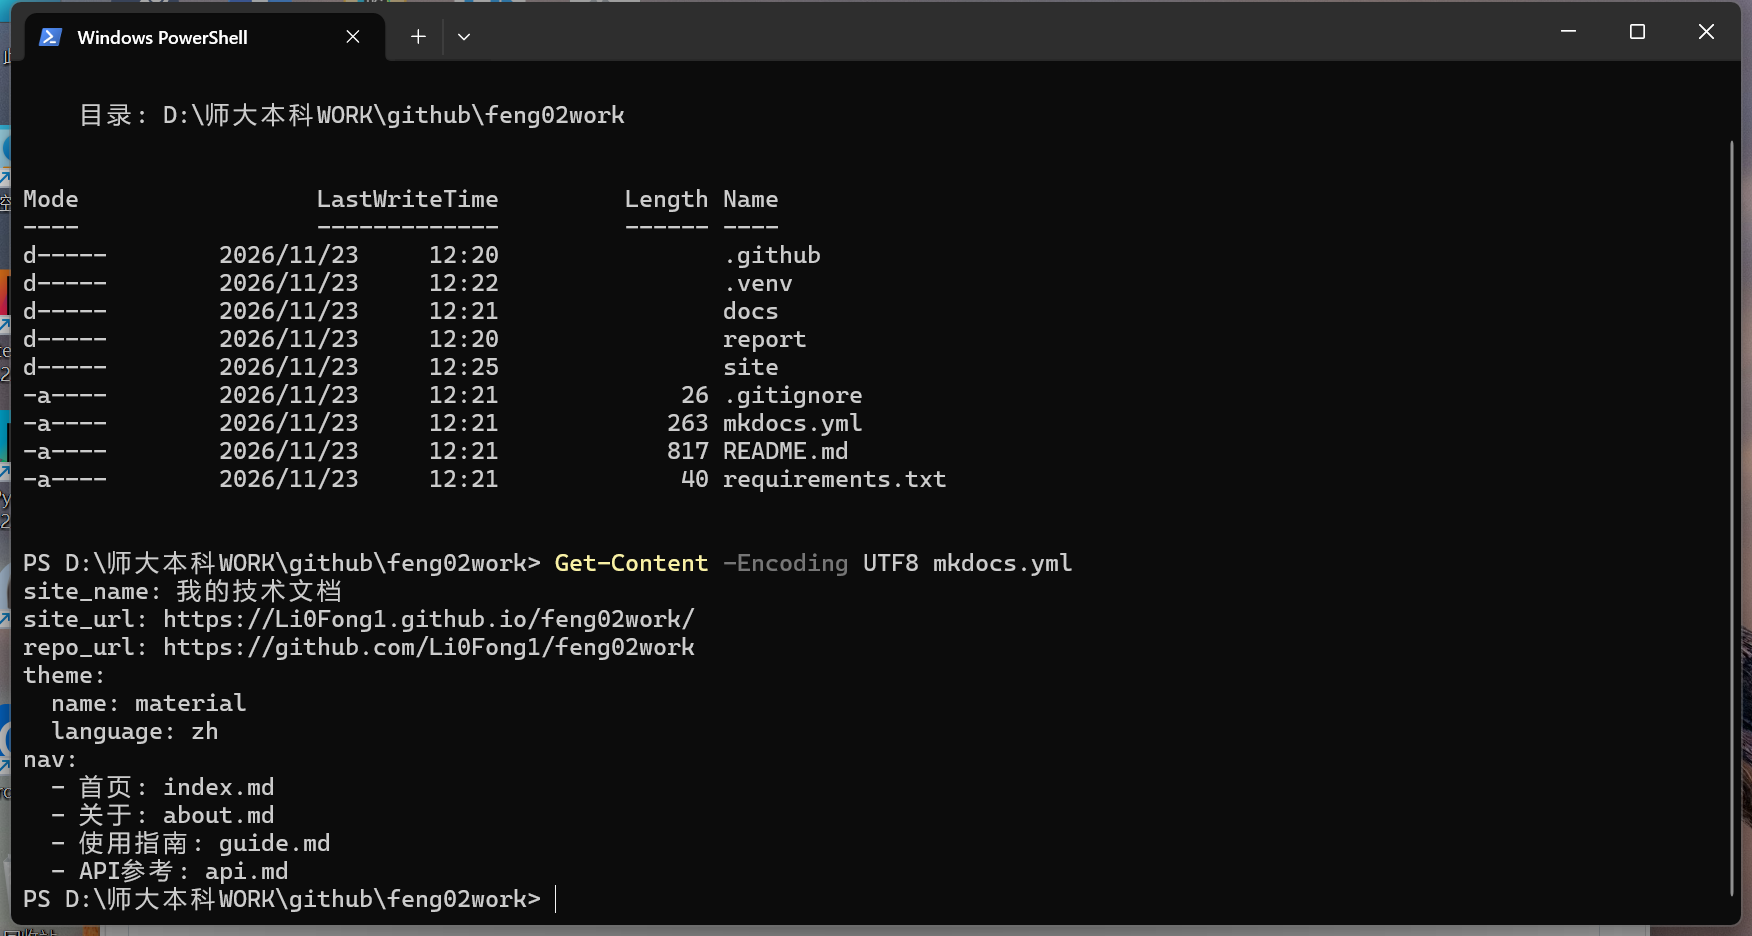 Windows PowerShell
目录: D:\师大本科WORK\github\feng02work
Mode LastWriteTime Length Name
---- ------------- ------ ----
d----- 2026/11/23 12:20 .github
d----- 2026/11/23 12:22 .venv
d----- 2026/11/23 12:21 docs
d----- 2026/11/23 12:20 report
d----- 2026/11/23 12:25 site
-a---- 2026/11/23 12:21 26 .gitignore
-a---- 2026/11/23 12:21 263 mkdocs.yml
-a---- 2026/11/23 12:21 817 README.md
-a---- 2026/11/23 12:21 40 requirements.txt
PS D:\师大本科WORK\github\feng02work> Get-Content -Encoding UTF8 mkdocs.yml
site_name: 我的技术文档
site_url: https://Li0Fong1.github.io/feng02work/
repo_url: https://github.com/Li0Fong1/feng02work
theme:
  name: material
  language: zh
nav:
  - 首页: index.md
  - 关于: about.md
  - 使用指南: guide.md
  - API参考: api.md
PS D:\师大本科WORK\github\feng02work>